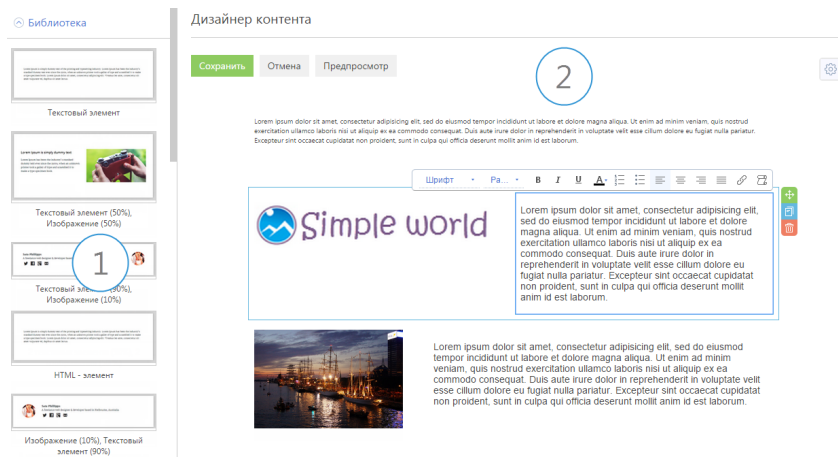 Библиотека
Дизайнер контента
Сохранить
Отмена
Предпросмотр
2
Текстовый элемент
Lorem Ipsum is simply dummy text
Текстовый элемент (50%),
Изображение (50%)
1
Текстовый эле (90%),
Изображение (10%)
HTML - элемент
Изображение (10%), Текстовый
элемент (90%)
Lorem ipsum dolor sit amet, consectetur adipisicing elit, sed do eiusmod tempor incididunt ut labore et dolore magna aliqua. Ut enim ad minim veniam, quis nostrud
exercitation ullamco laboris nisi ut aliquip ex ea commodo consequat. Duis aute irure dolor in reprehenderit in voluptate velit esse cillum dolore eu fugiat nulla pariatur.
Excepteur sint occaecat cupidatat non proident, sunt in culpa qui officia deserunt mollit anim id est laborum.
Шрифт
Ра...
B I U A
Simple world
Lorem ipsum dolor sit amet, consectetur adipisicing elit,
sed do eiusmod tempor incididunt ut labore et dolore
magna aliqua. Ut enim ad minim veniam, quis nostrud
exercitation ullamco laboris nisi ut aliquip ex ea
commodo consequat. Duis aute irure dolor in
reprehenderit in voluptate velit esse cillum dolore eu
fugiat nulla pariatur. Excepteur sint occaecat cupidatat
non proident, sunt in culpa qui officia deserunt mollit
anim id est laborum.
Lorem ipsum dolor sit amet, consectetur adipisicing elit, sed do eiusmod
tempor incididunt ut labore et dolore magna aliqua. Ut enim ad minim
veniam, quis nostrud exercitation ullamco laboris nisi ut aliquip ex ea
commodo consequat. Duis aute irure dolor in reprehenderit in voluptate velit
esse cillum dolore eu fugiat nulla pariatur. Excepteur sint occaecat cupidatat
non proident, sunt in culpa qui officia deserunt mollit anim id est laborum.